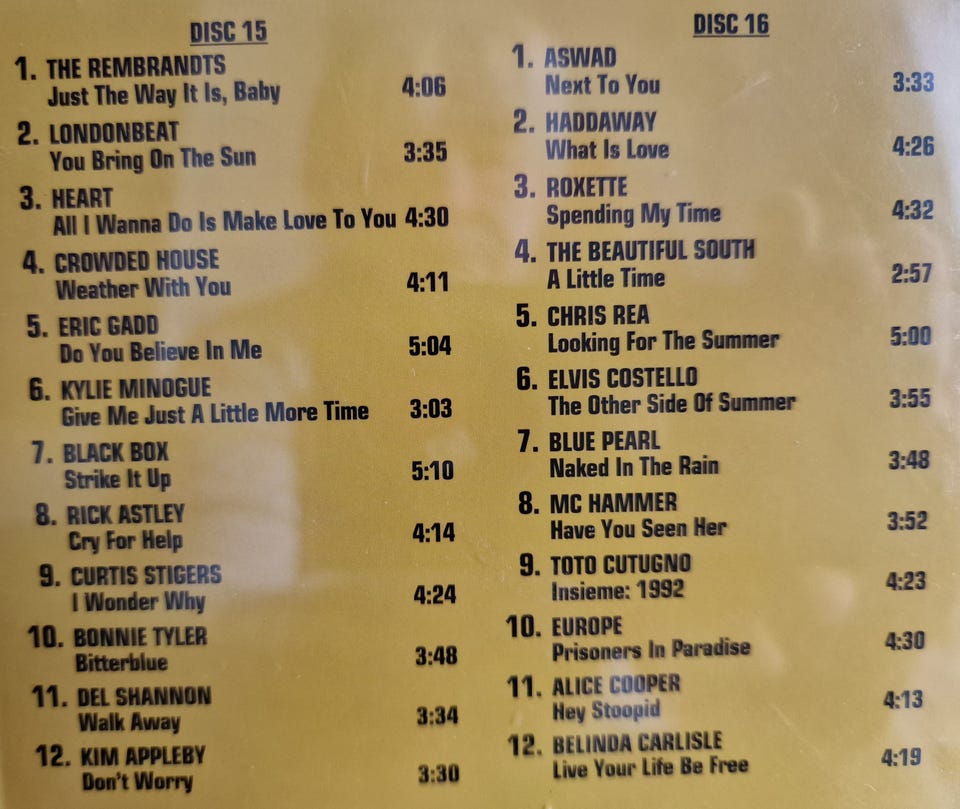 DISC 15
1. THE REMBRANDTS
Just The Way It Is, Baby 4:06
2. LONDONBEAT
You Bring On The Sun 3:35
3. HEART
All I Wanna Do Is Make Love To You 4:30
4. CROWDED HOUSE
Weather With You 4:11
5. ERIC GADD
Do You Believe In Me 5:04
6. KYLIE MINOGUE
Give Me Just A Little More Time 3:03
7. BLACK BOX
Strike It Up 5:10
8. RICK ASTLEY
Cry For Help 4:14
9. CURTIS STIGERS
I Wonder Why 4:24
10. BONNIE TYLER
Bitterblue 3:48
11. DEL SHANNON
Walk Away 3:34
12. KIM APPLEBY
Don't Worry 3:30
DISC 16
1. ASWAD
Next To You 3:33
2. HADDAWAY
What Is Love 4:26
3. ROXETTE
Spending My Time 4:32
4. THE BEAUTIFUL SOUTH
A Little Time 2:57
5. CHRIS REA
Looking For The Summer 5:00
6. ELVIS COSTELLO
The Other Side Of Summer 3:55
7. BLUE PEARL
Naked In The Rain 3:48
8. MC HAMMER
Have You Seen Her 3:52
9. TOTO CUTUGNO
Insieme: 1992 4:23
10. EUROPE
Prisoners In Paradise 4:30
11. ALICE COOPER
Hey Stoopid 4:13
12. BELINDA CARLISLE
Live Your Life Be Free 4:19